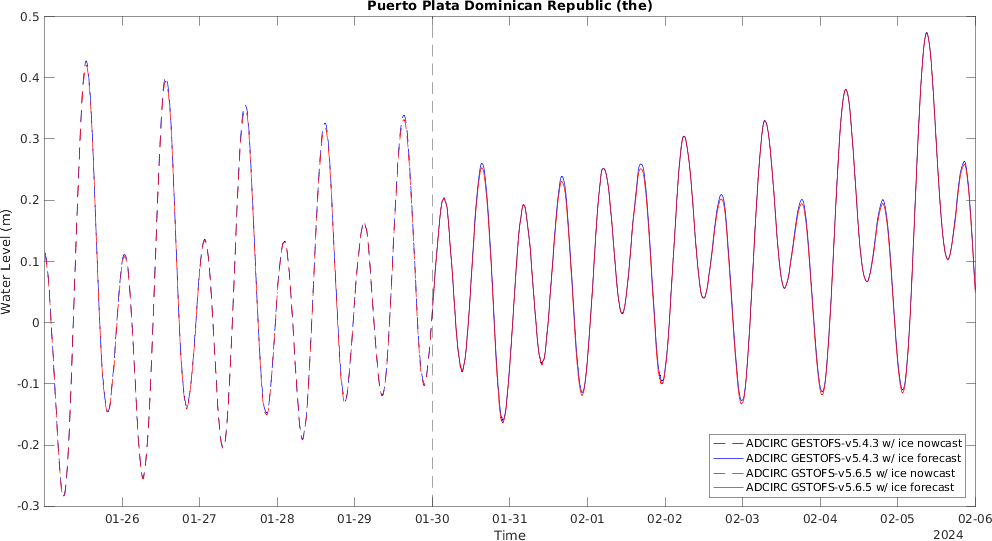 Puerto Plata Dominican Republic (the)
0.5
0.4
0.3
0.2
0.1
0
-0.1
-0.2
-0.3
Water Level (m)
ADCIRC GESTOFS-v5.4.3 w/ ice nowcast
ADCIRC GESTOFS-v5.4.3 w/ ice forecast
ADCIRC GSTOFS-v5.6.5 w/ ice nowcast
ADCIRC GSTOFS-v5.6.5 w/ ice forecast
01-26 01-27 01-28 01-29 01-30 01-31 02-01 02-02 02-03 02-04 02-05 02-06
Time
2024